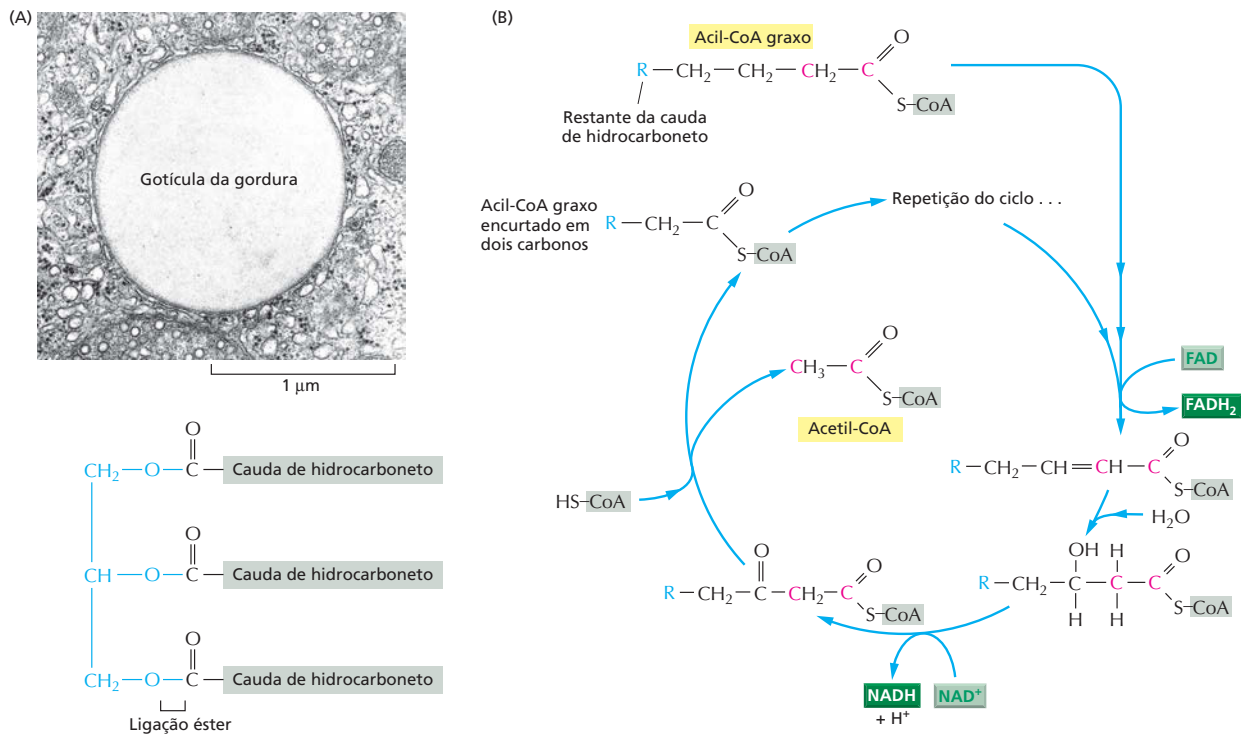 (A)
Gotícula da gordura
1 μm
O
CH₂—O—C—Cauda de hidrocarboneto
O
CH—O—C—Cauda de hidrocarboneto
O
CH₂—O—C—Cauda de hidrocarboneto
Ligação éster
(B)
Acil-CoA graxo
O
R—CH₂—CH₂—CH₂—C
S–CoA
Restante da cauda
de hidrocarboneto
Acil-CoA graxo
encurtado em
dois carbonos
O
R—CH₂—C
S–CoA
Repetição do ciclo . . .
O
CH₃—C
S–CoA
Acetil-CoA
FAD
FADH₂
O
R—CH₂—CH=CH—C
S–CoA
H₂O
OH H O
R—CH₂—C—C—C
S–CoA
H H
HS–CoA
O O
R—CH₂—C—CH₂—C
S–CoA
NADH NAD⁺
+ H⁺